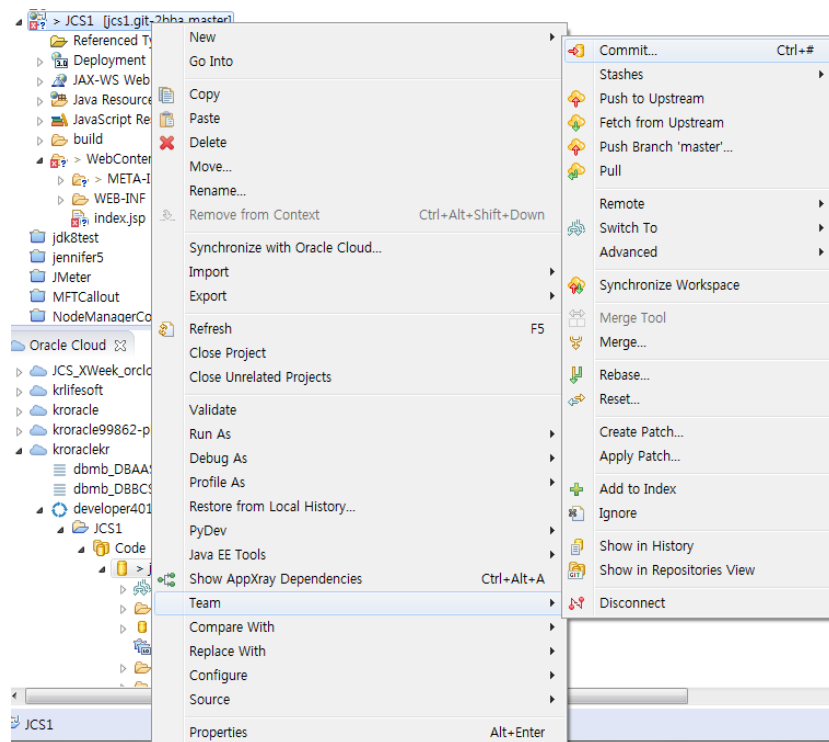 > JCS1 [jcs1.git-2bba master]
Referenced Ty
Deployment
JAX-WS Web
Java Resource
JavaScript Re
build
> WebConter
> META-I
WEB-INF
index.jsp
jdk8test
jennifer5
JMeter
MFTCallout
NodeManagerCo
Oracle Cloud
JCS_XWeek_orclc
krlifesoft
kroracle
kroracle99862-p
kroraclekr
dbmb_DBAAS
dbmb_DBBCS
developer401
JCS1
Code
> j
JCS1
New
Go Into
Copy
Paste
Delete
Move...
Rename...
Remove from Context Ctrl+Alt+Shift+Down
Synchronize with Oracle Cloud...
Import
Export
Refresh F5
Close Project
Close Unrelated Projects
Validate
Run As
Debug As
Profile As
Restore from Local History...
PyDev
Java EE Tools
Show AppXray Dependencies Ctrl+Alt+A
Team
Compare With
Replace With
Configure
Source
Properties Alt+Enter
Commit... Ctrl+#
Stashes
Push to Upstream
Fetch from Upstream
Push Branch 'master'...
Pull
Remote
Switch To
Advanced
Synchronize Workspace
Merge Tool
Merge...
Rebase...
Reset...
Create Patch...
Apply Patch...
Add to Index
Ignore
Show in History
GIT Show in Repositories View
Disconnect